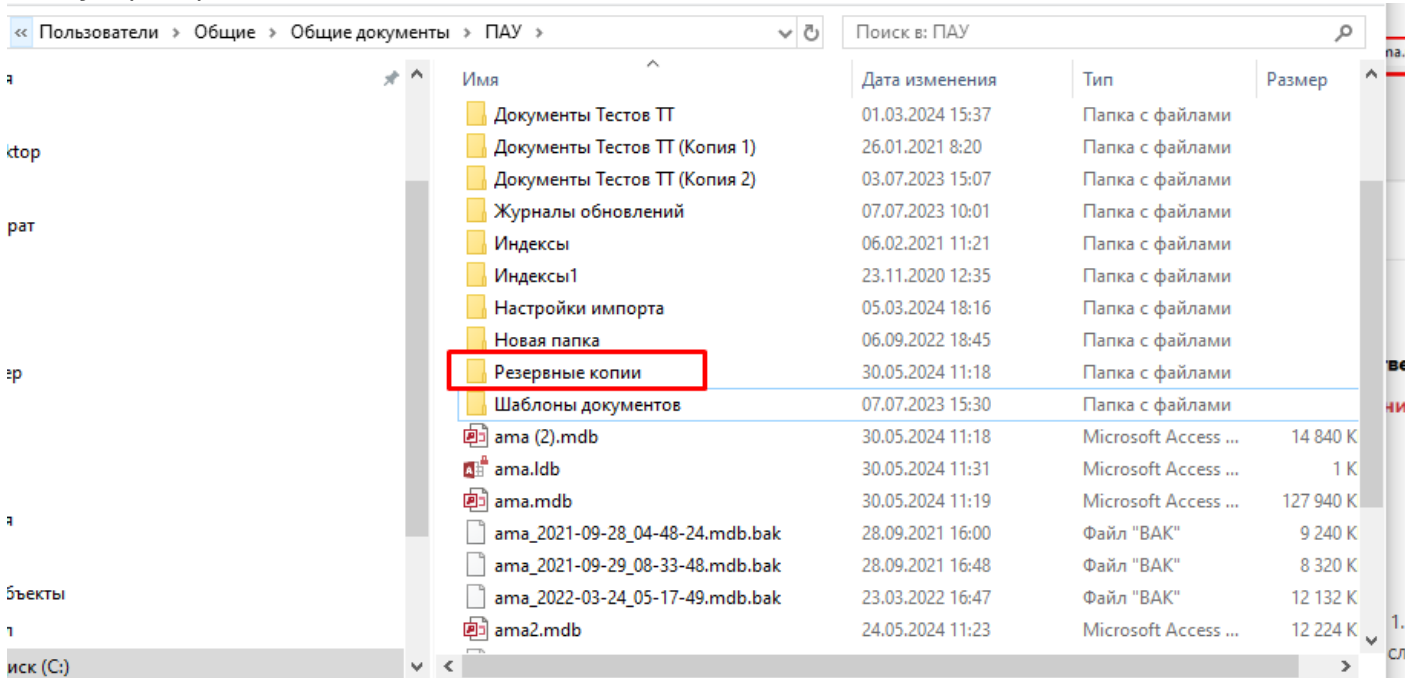 « Пользователи › Общие › Общие документы › ПАУ ›
Поиск в: ПАУ
Имя Дата изменения Тип Размер
Документы Тестов ТТ 01.03.2024 15:37 Папка с файлами
Документы Тестов ТТ (Копия 1) 26.01.2021 8:20 Папка с файлами
ktop
Документы Тестов ТТ (Копия 2) 03.07.2023 15:07 Папка с файлами
Журналы обновлений 07.07.2023 10:01 Папка с файлами
рат
Индексы 06.02.2021 11:21 Папка с файлами
Индексы1 23.11.2020 12:35 Папка с файлами
Настройки импорта 05.03.2024 18:16 Папка с файлами
Новая папка 06.09.2022 18:45 Папка с файлами
ер
Резервные копии 30.05.2024 11:18 Папка с файлами
Шаблоны документов 07.07.2023 15:30 Папка с файлами
ama (2).mdb 30.05.2024 11:18 Microsoft Access ... 14 840 К
ama.ldb 30.05.2024 11:31 Microsoft Access ... 1 К
ama.mdb 30.05.2024 11:19 Microsoft Access ... 127 940 К
я
ama_2021-09-28_04-48-24.mdb.bak 28.09.2021 16:00 Файл "BAK" 9 240 К
ama_2021-09-29_08-33-48.mdb.bak 28.09.2021 16:48 Файл "BAK" 8 320 К
бъекты
ama_2022-03-24_05-17-49.mdb.bak 23.03.2022 16:47 Файл "BAK" 12 132 К
ama2.mdb 24.05.2024 11:23 Microsoft Access ... 12 224 К
1.
иск (C:)